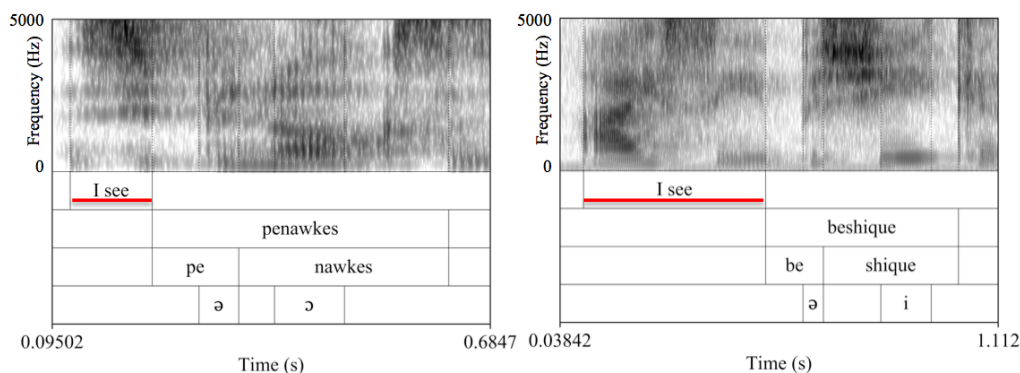 5000
Frequency (Hz)
0
I see
penawkes
pe
nawkes
ə
ɔ
0.09502
0.6847
Time (s)
5000
Frequency (Hz)
0
I see
beshique
be
shique
ə
i
0.03842
1.112
Time (s)